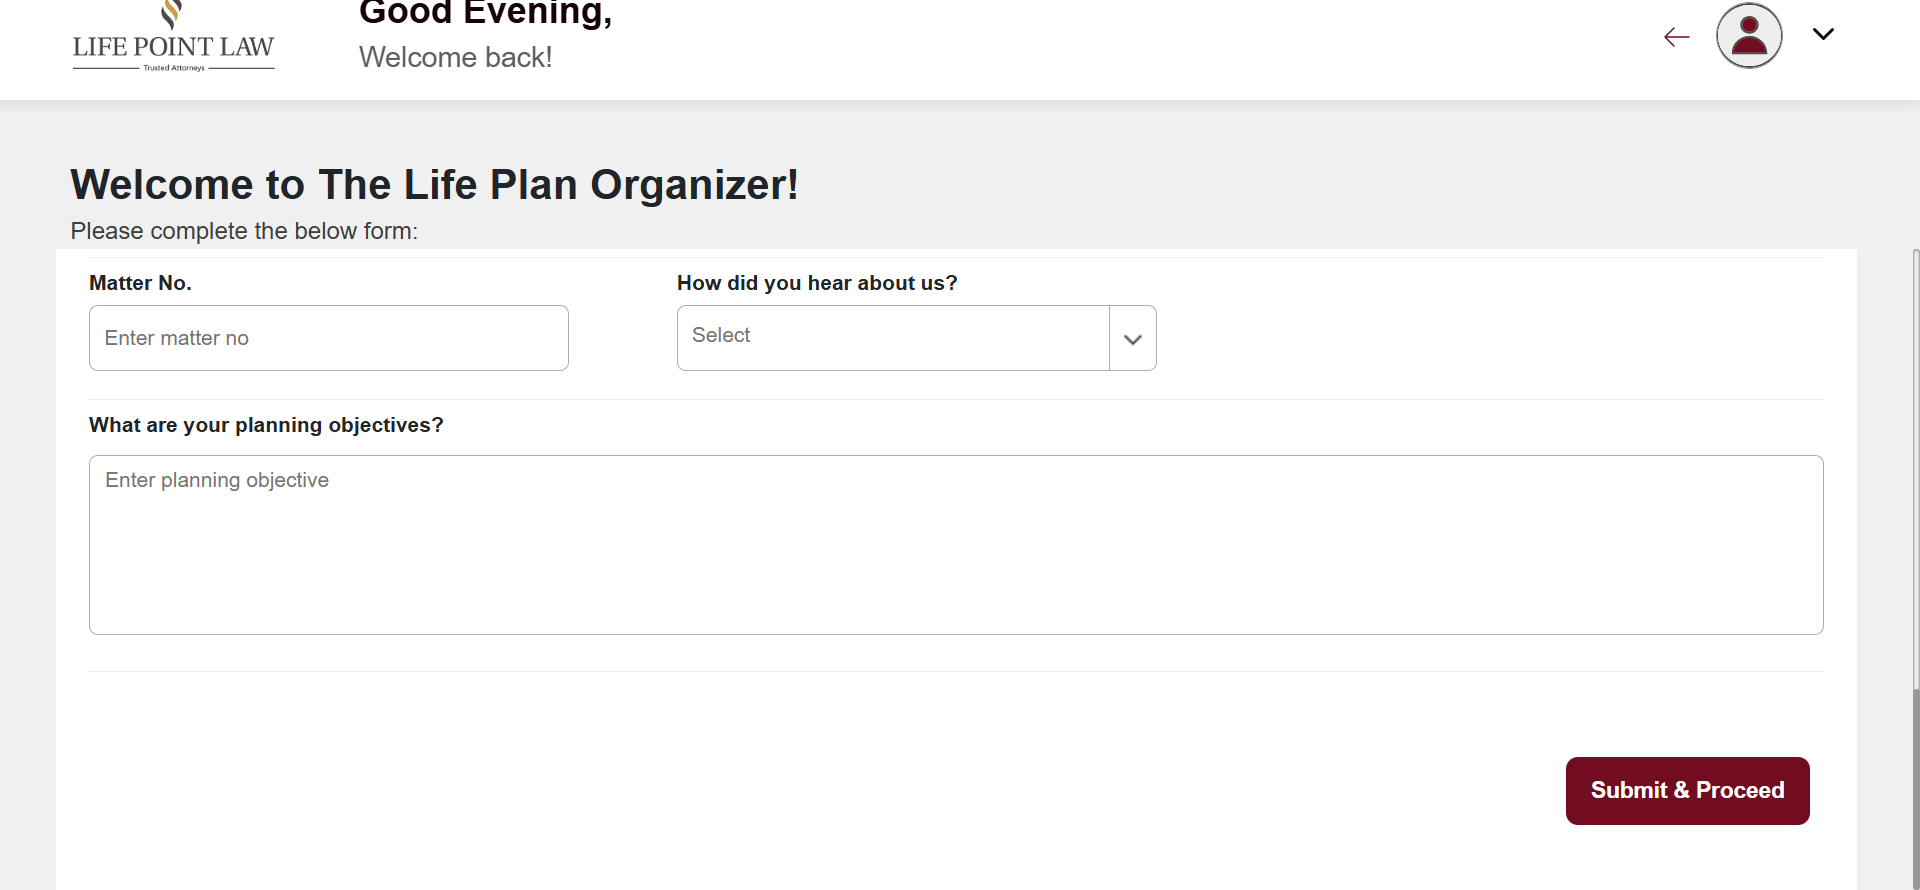 Good Evening,
LIFE POINT LAW
Trusted Attorneys
Welcome back!
Welcome to The Life Plan Organizer!
Please complete the below form:
Matter No.
How did you hear about us?
Enter matter no
Select
What are your planning objectives?
Enter planning objective
Submit & Proceed